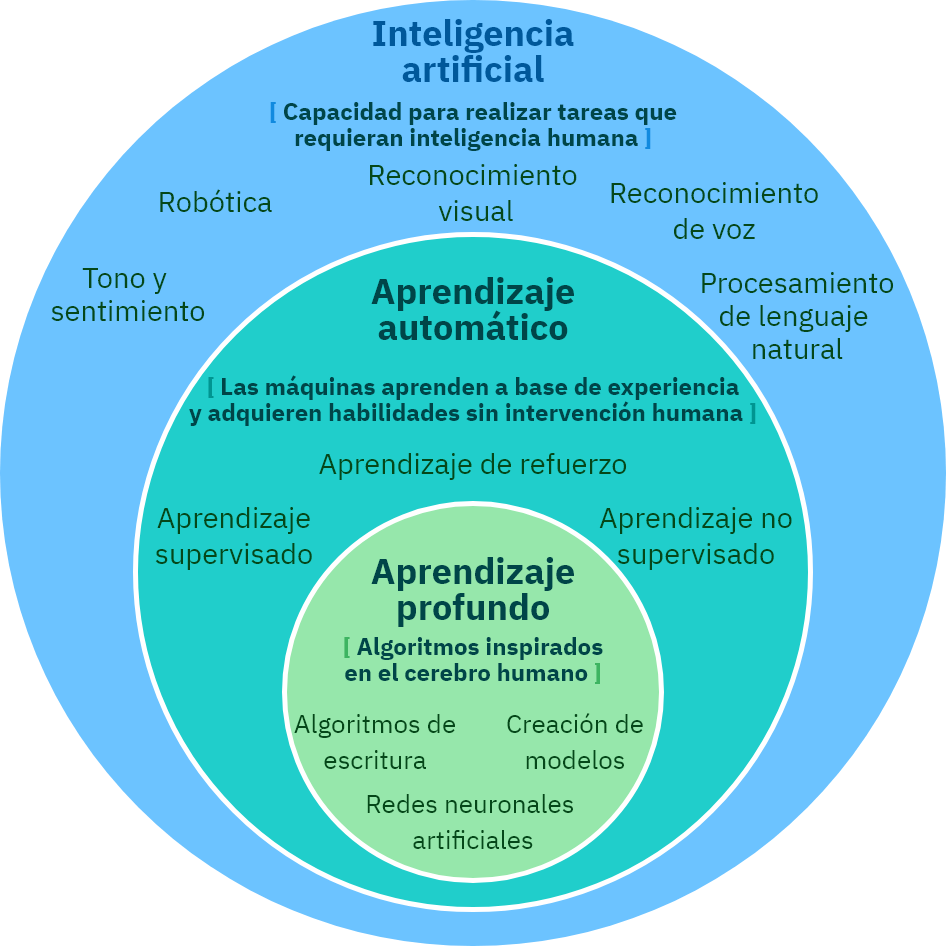 Inteligencia
artificial
[ Capacidad para realizar tareas que
requieran inteligencia humana ]
Robótica
Reconocimiento
visual
Reconocimiento
de voz
Tono y
sentimiento
Procesamiento
de lenguaje
natural
Aprendizaje
automático
[ Las máquinas aprenden a base de experiencia
y adquieren habilidades sin intervención humana ]
Aprendizaje de refuerzo
Aprendizaje
supervisado
Aprendizaje no
supervisado
Aprendizaje
profundo
[ Algoritmos inspirados
en el cerebro humano ]
Algoritmos de
escritura
Creación de
modelos
Redes neuronales
artificiales